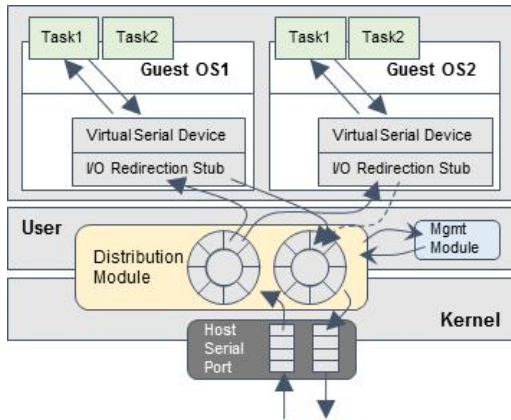 Task1
Task2
Guest OS1
Virtual Serial Device
I/O Redirection Stub
Task1
Task2
Guest OS2
Virtual Serial Device
I/O Redirection Stub
User
Distribution
Module
Mgmt
Module
Kernel
Host
Serial
Port